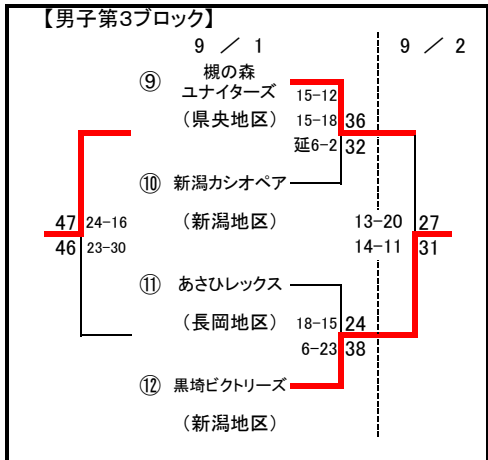 【男子第3ブロック】
9 ／ 1
9 ／ 2
⑨ 槻の森
ユナイターズ
（県央地区）
15-12
15-18 36
延6-2 32
⑩ 新潟カシオペア
（新潟地区）
47 24-16
46 23-30
13-20 27
14-11 31
⑪ あさひレックス
（長岡地区）
18-15 24
6-23 38
⑫ 黒埼ビクトリーズ
（新潟地区）